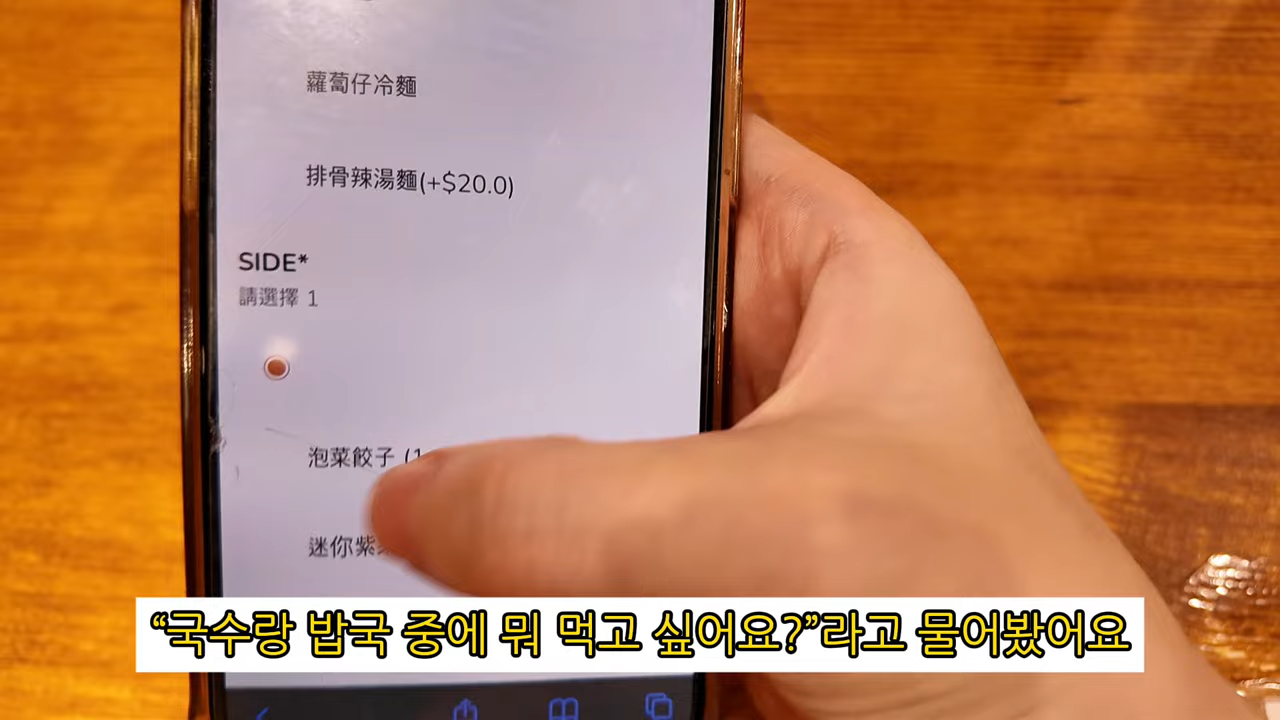 蘿蔔仔冷麵
排骨辣湯麵(+$20.0)
SIDE*
請選擇 1
泡菜餃子 (1
迷你紫
“국수랑 밥국 중에 뭐 먹고 싶어요?”라고 물어봤어요